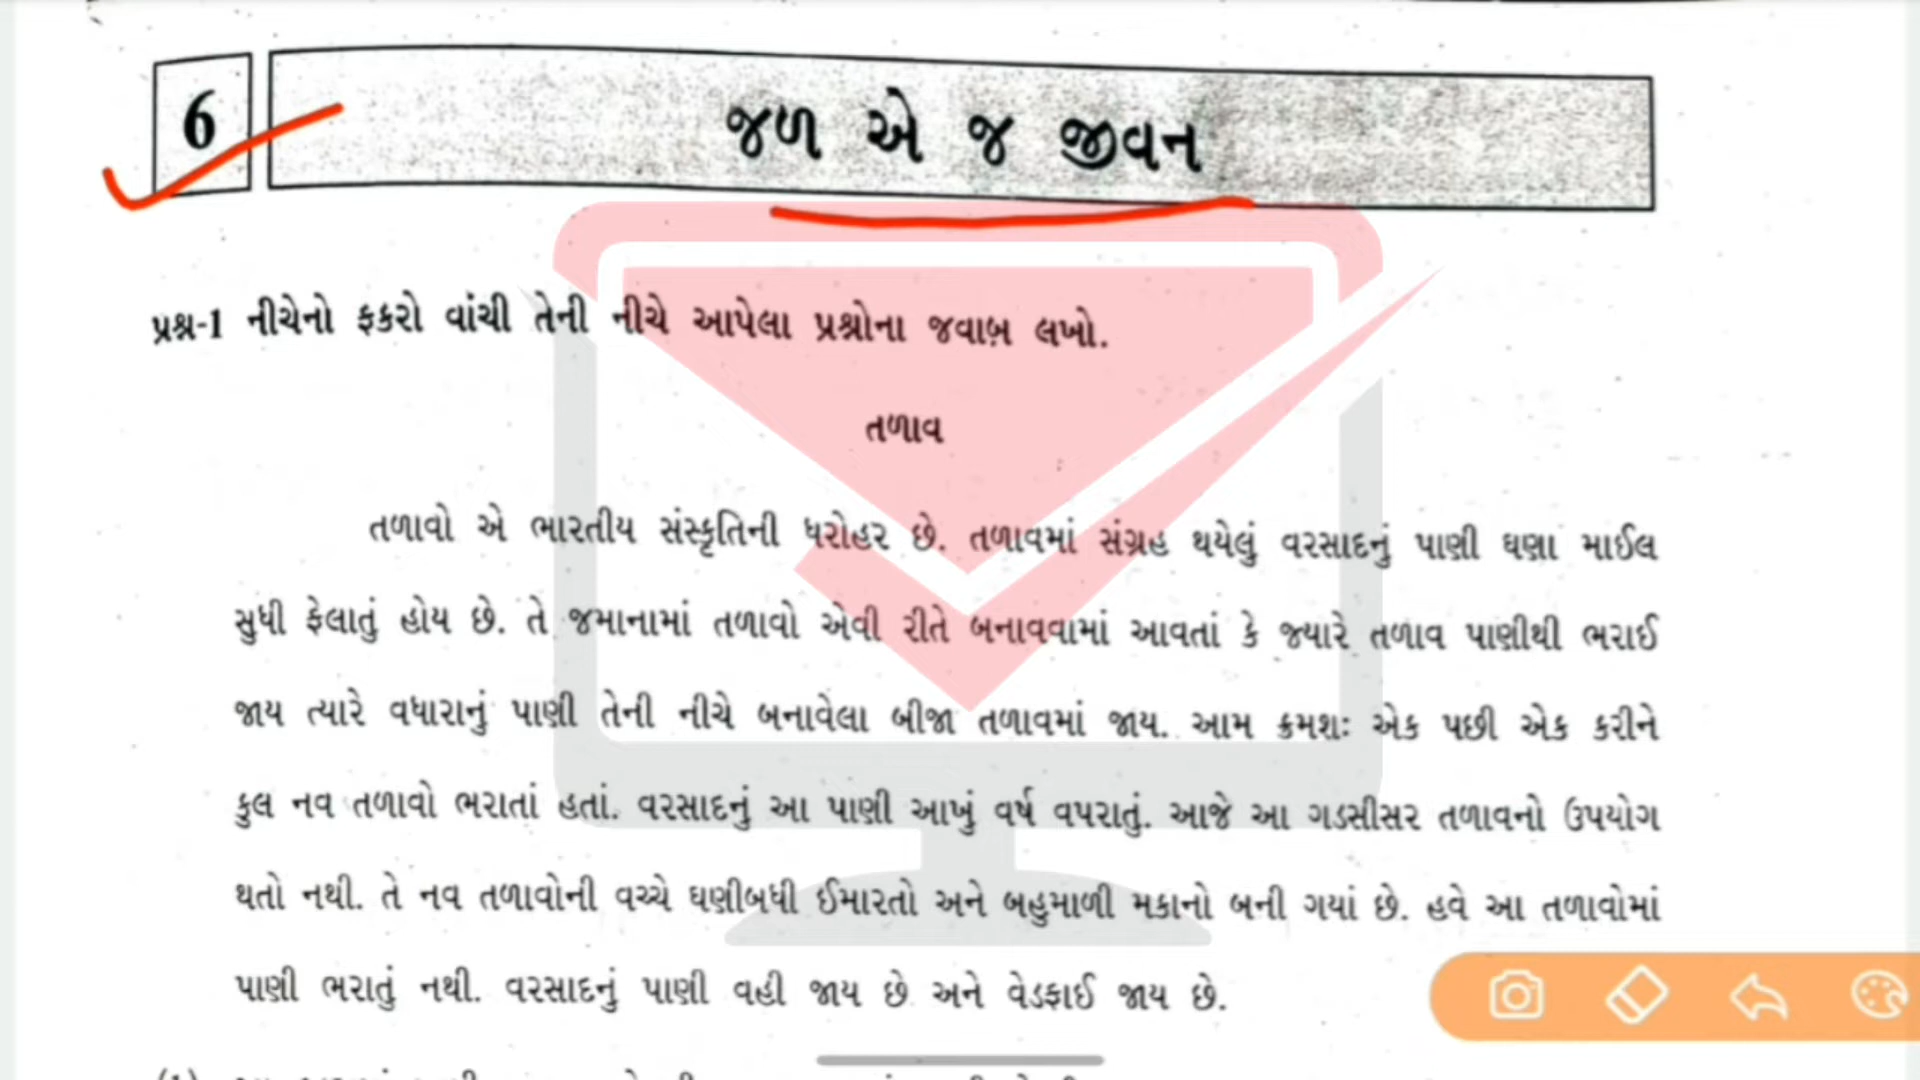 6
જળ એ જ જીવન
પ્રશ્ન-1 નીચેનો ફકરો વાંચી તેની નીચે આપેલા પ્રશ્નોના જવાબ લખો.
તળાવ
તળાવો એ ભારતીય સંસ્કૃતિની ધરોહર છે. તળાવમાં સંગ્રહ થયેલું વરસાદનું પાણી ઘણા માઈલ
સુધી ફેલાતું હોય છે. તે જમાનામાં તળાવો એવી રીતે બનાવવામાં આવતાં કે જ્યારે તળાવ પાણીથી ભરાઈ
જાય ત્યારે વધારાનું પાણી તેની નીચે બનાવેલા બીજા તળાવમાં જાય. આમ ક્રમશઃ એક પછી એક કરીને
કુલ નવ તળાવો ભરાતાં હતાં. વરસાદનું આ પાણી આખું વર્ષ વપરાતું. આજે આ ગડસીસર તળાવનો ઉપયોગ
થતો નથી. તે નવ તળાવોની વચ્ચે ઘણીબધી ઈમારતો અને બહુમાળી મકાનો બની ગયાં છે. હવે આ તળાવોમાં
પાણી ભરાતું નથી. વરસાદનું પાણી વહી જાય છે અને વેડફાઈ જાય છે.